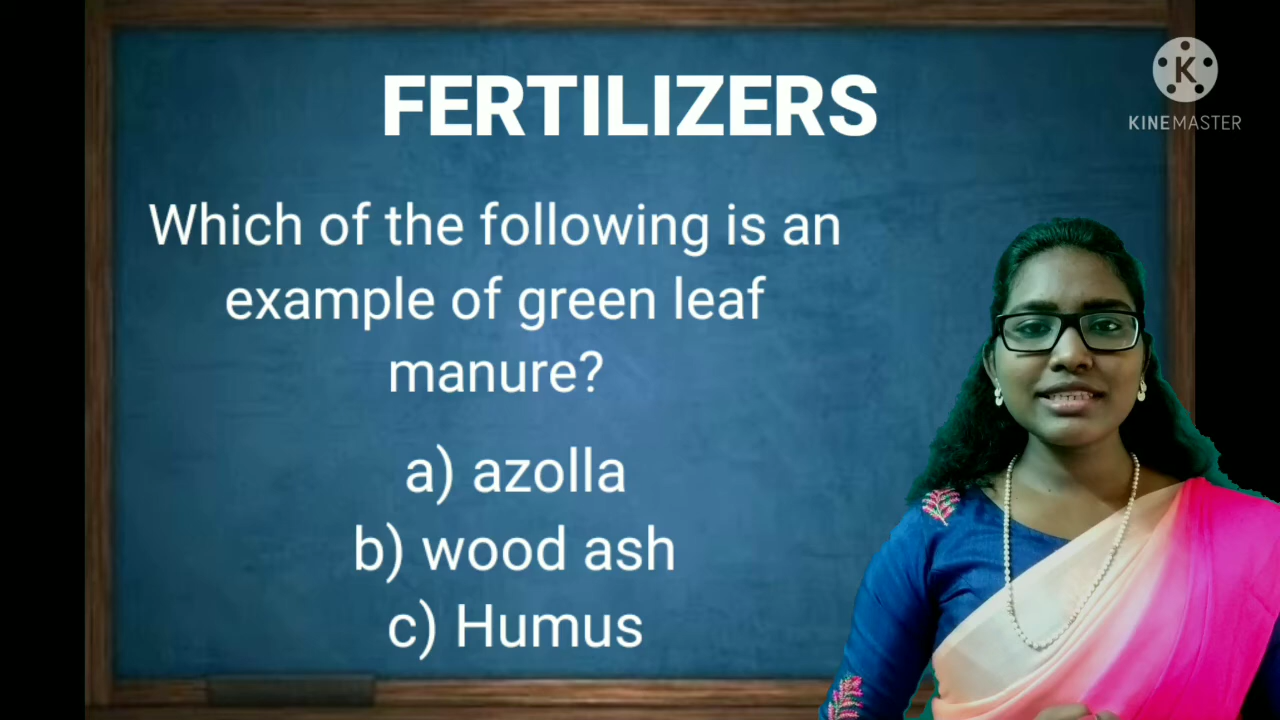 FERTILIZERS
KINEMASTER
Which of the following is an
example of green leaf
manure?
a) azolla
b) wood ash
c) Humus